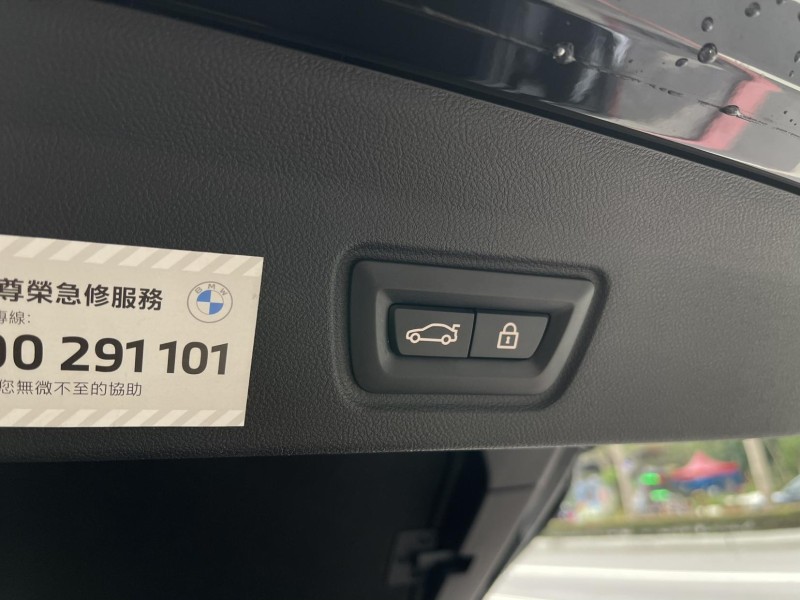 尊榮急修服務
BMW
專線:
00 291 101
您無微不至的協助